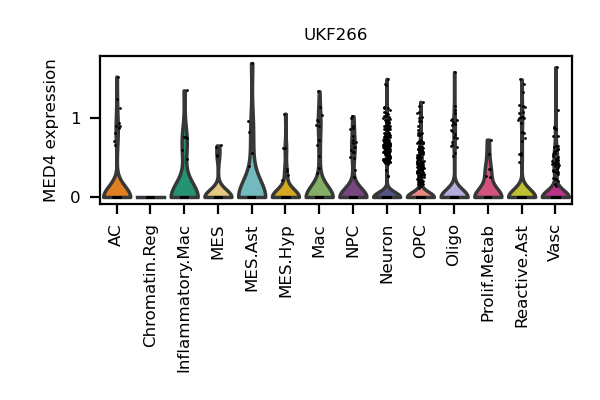 UKF266
MED4 expression
1
0
AC
Chromatin.Reg
Inflammatory.Mac
MES
MES.Ast
MES.Hyp
Mac
NPC
Neuron
OPC
Oligo
Prolif.Metab
Reactive.Ast
Vasc